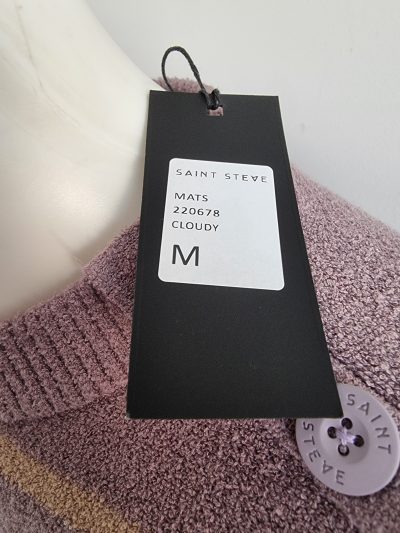 SAINT STEVE
MATS
220678
CLOUDY
M
SAINT
STEVE